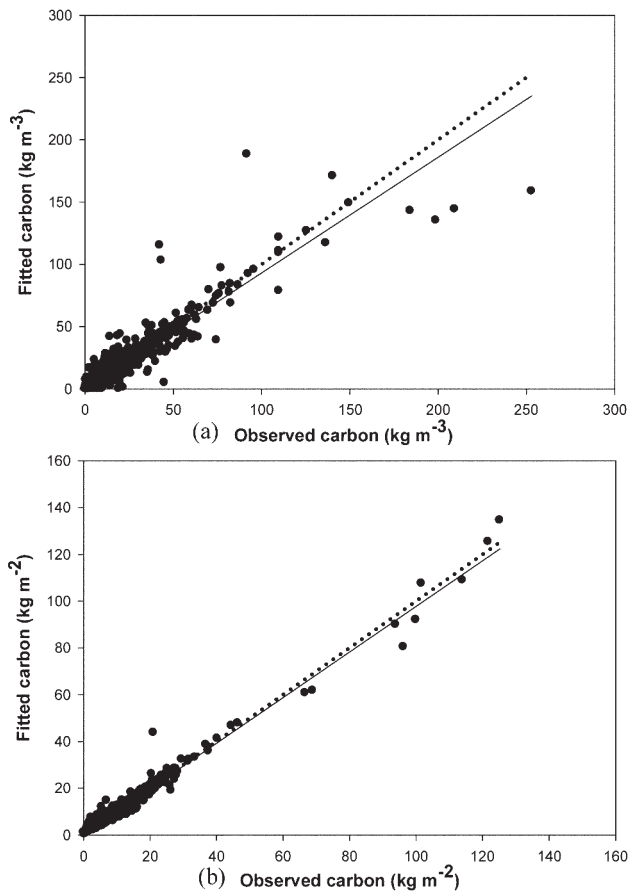 300
250
200
150
100
50
0
Fitted carbon (kg m-3)
0 50 100 150 200 250 300
(a) Observed carbon (kg m-3)
160
140
120
100
80
60
40
20
0
Fitted carbon (kg m-2)
0 20 40 60 80 100 120 140 160
(b) Observed carbon (kg m-2)